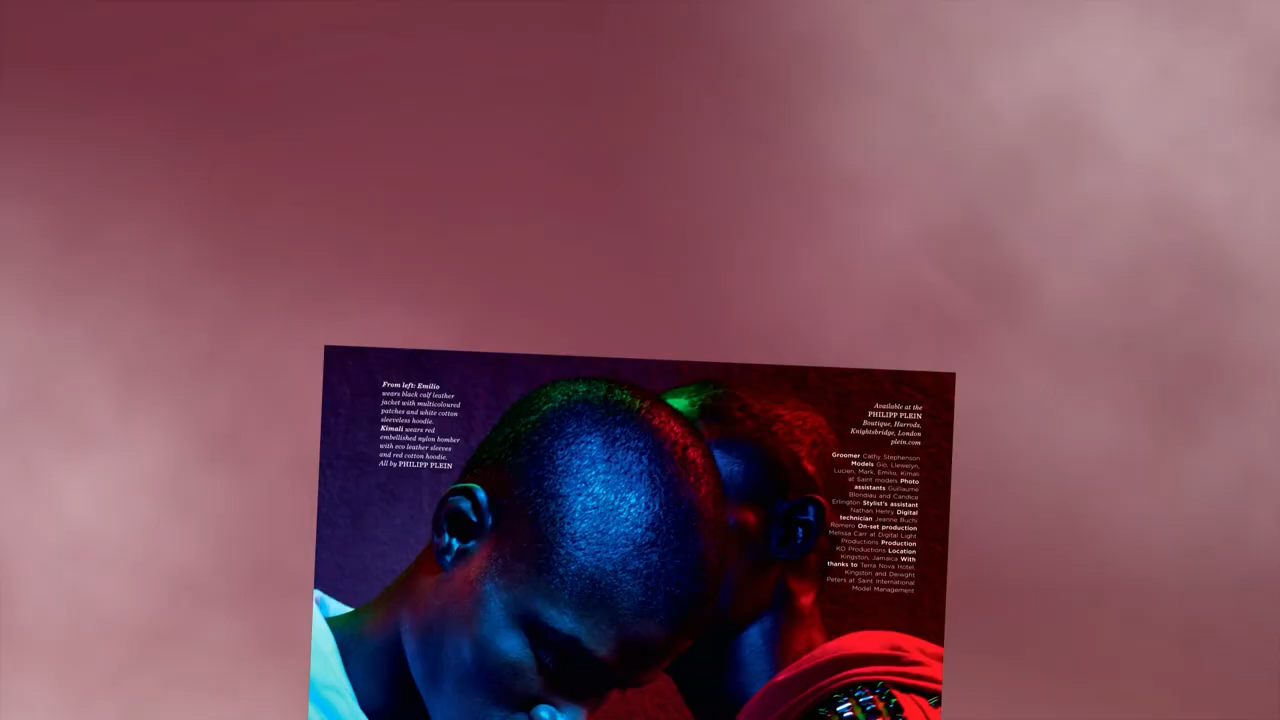 From left: Emilio
wears black calf leather
jacket with multicoloured
patches and white cotton
sleeveless hoodie.
Kimali wears red
embellished nylon bomber
with eco leather sleeves
and red cotton hoodie.
All by PHILIPP PLEIN
Available at the
PHILIPP PLEIN
Boutique, Harrods,
Knightsbridge, London
plein.com
Groomer Cathy Stephenson
Models Gio, Llewelyn,
Lucien, Mark, Emilio, Kimali
at Saint models Photo
assistants Guillaume
Blondiau and Candice
Erlington Stylist's assistant
Nathan Henry Digital
technician Jeanne Buchi
Romero On-set production
Melissa Carr at Digital Light
Productions Production
KD Productions Location
Kingston, Jamaica With
thanks to Terra Nova Hotel,
Kingston and Deiwght
Peters at Saint International
Model Management